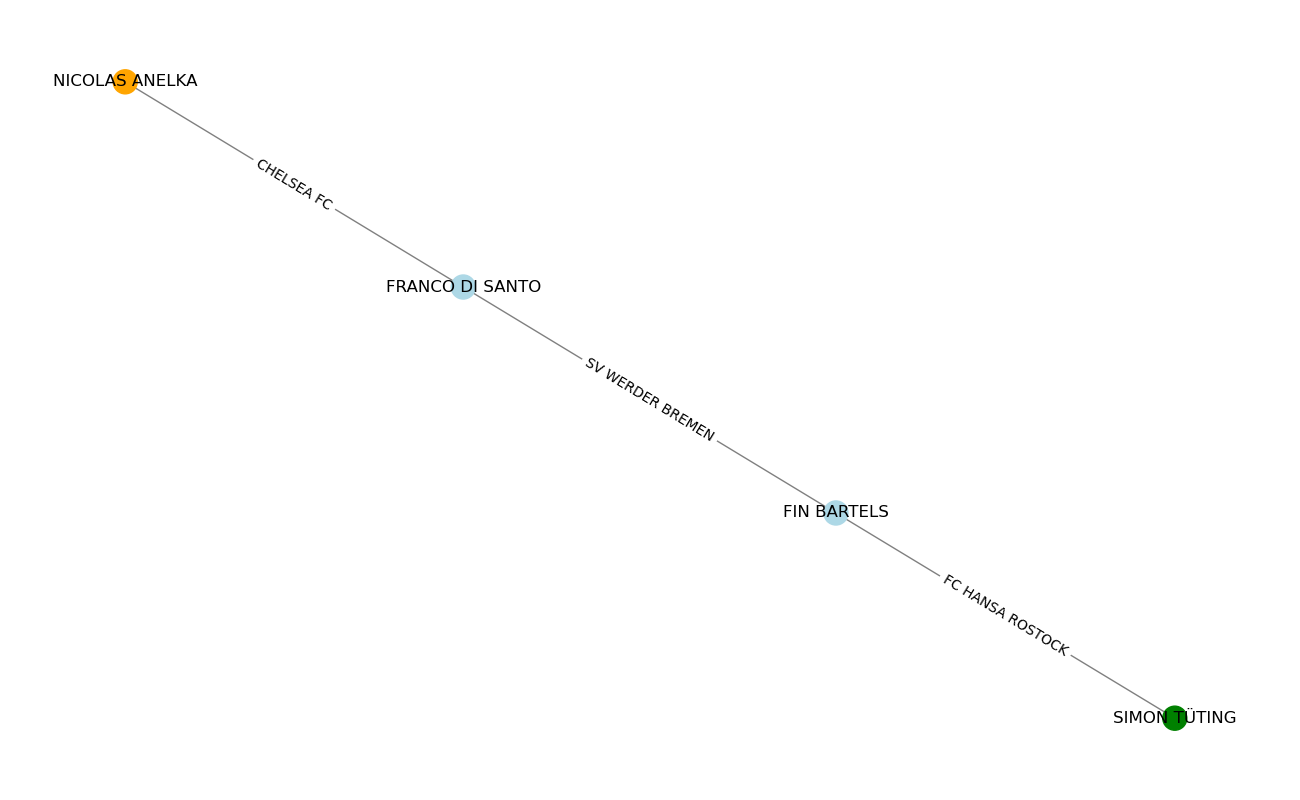 NICOLAS ANELKA
CHELSEA FC
FRANCO DI SANTO
SV WERDER BREMEN
FIN BARTELS
FC HANSA ROSTOCK
SIMON TÜTING